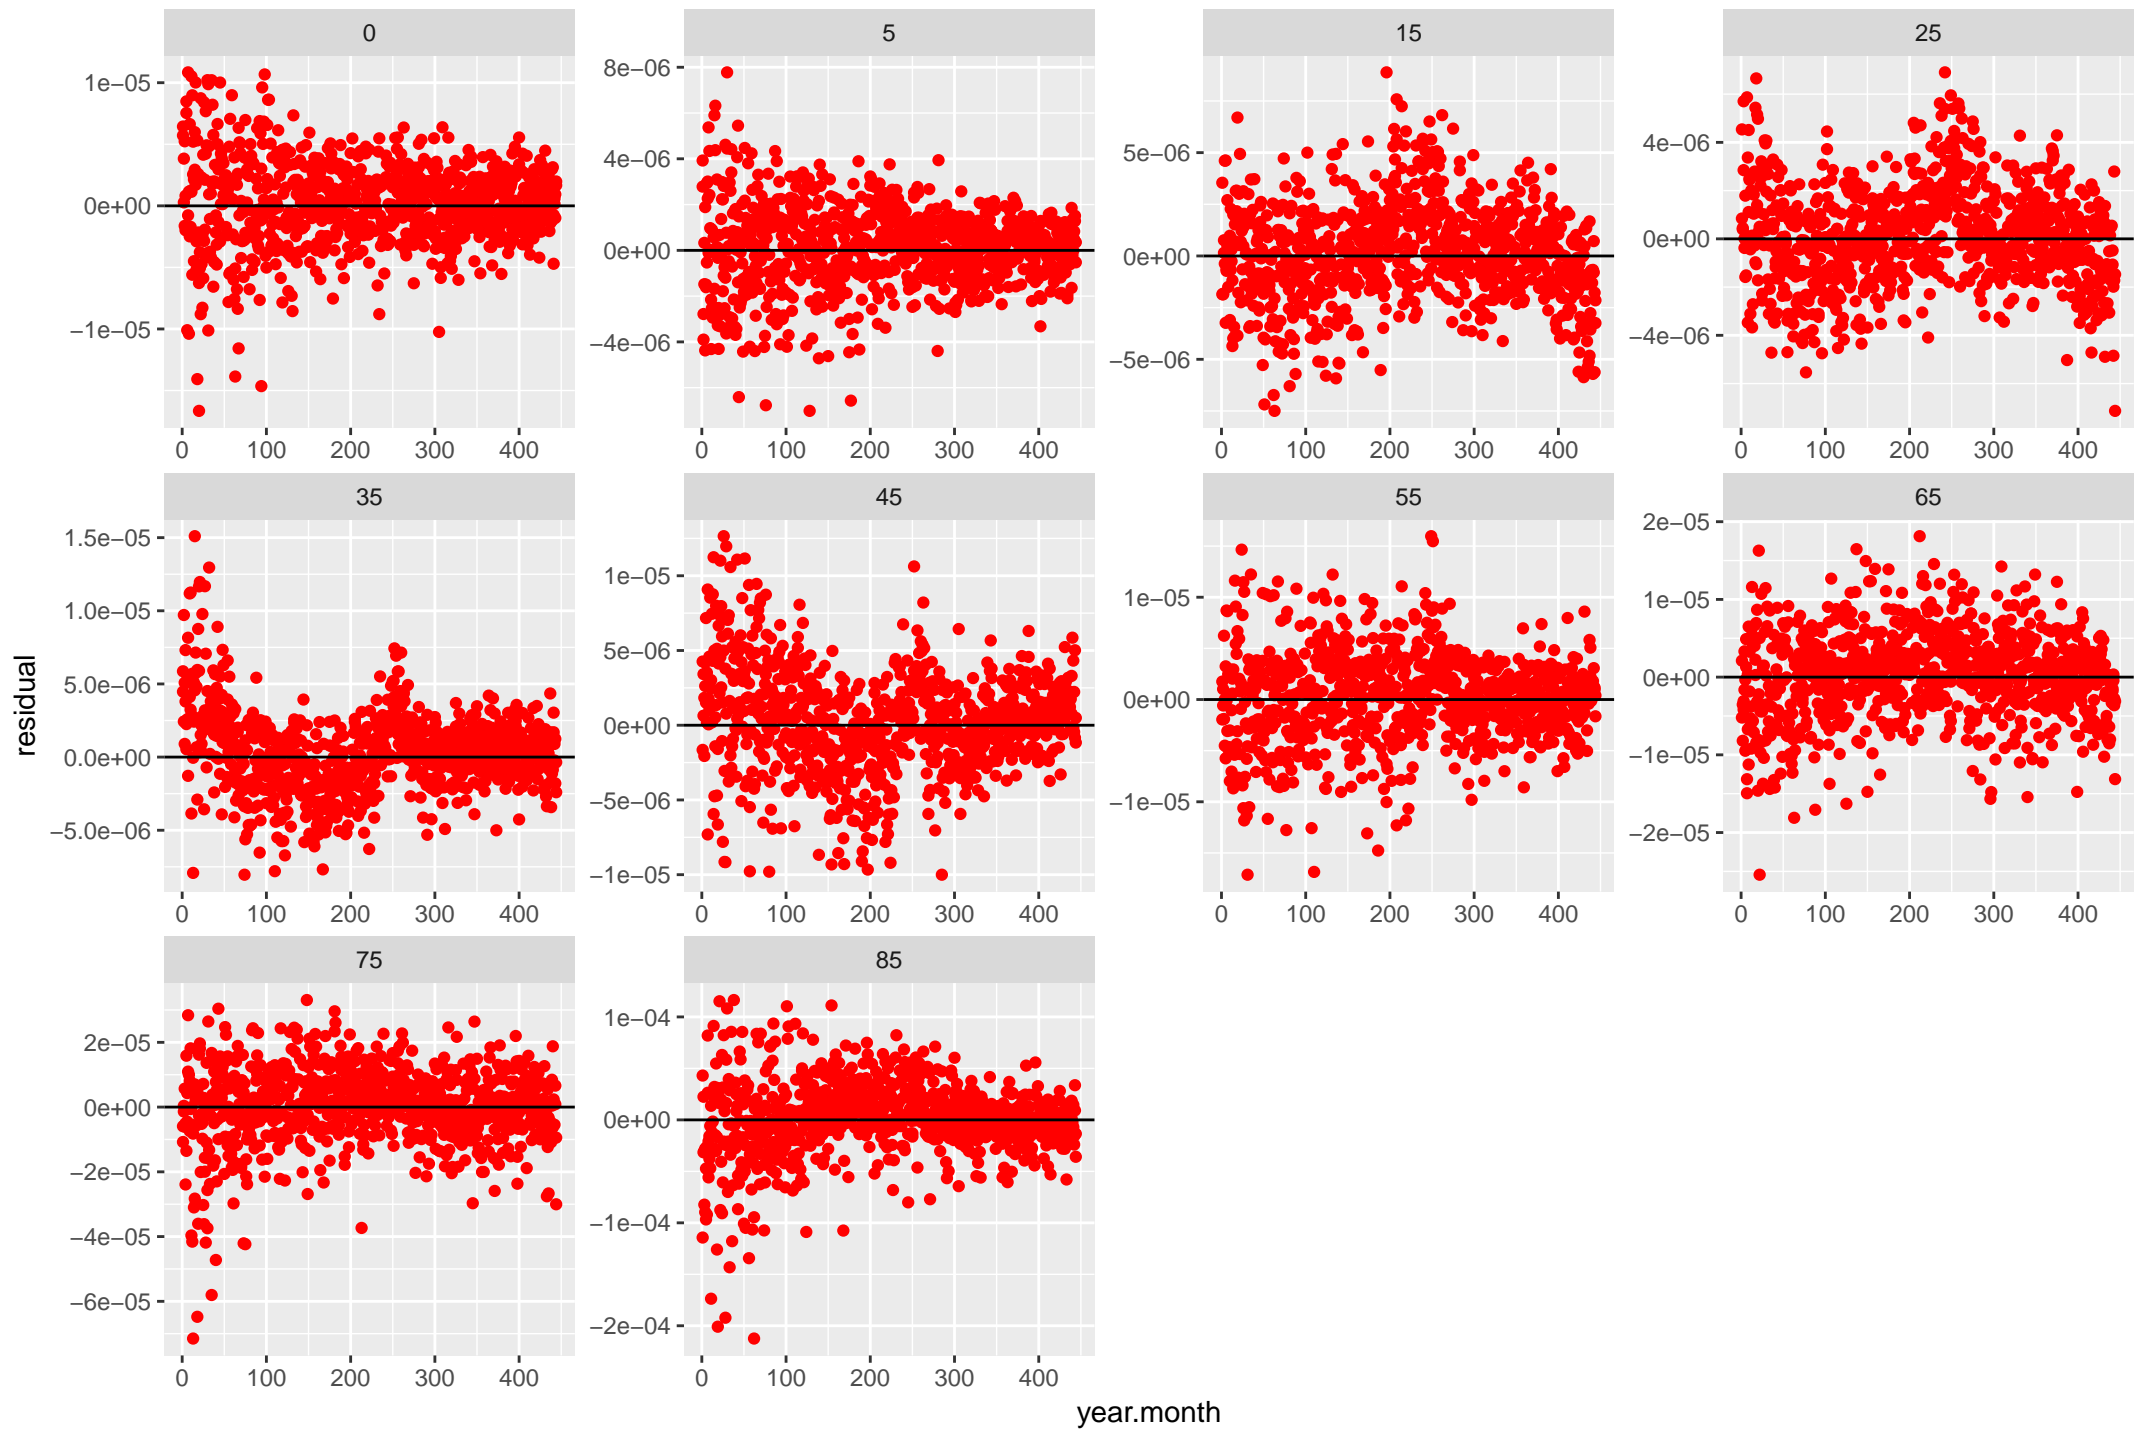 0 5 15 25
1e−05
0e+00
−1e−05
8e−06
4e−06
0e+00
−4e−06
5e−06
0e+00
−5e−06
4e−06
0e+00
−4e−06
0 100 200 300 400
0 100 200 300 400
0 100 200 300 400
0 100 200 300 400
35 45 55 65
1.5e−05
1.0e−05
5.0e−06
0.0e+00
−5.0e−06
1e−05
5e−06
0e+00
−5e−06
−1e−05
1e−05
0e+00
−1e−05
2e−05
1e−05
0e+00
−1e−05
−2e−05
0 100 200 300 400
0 100 200 300 400
0 100 200 300 400
0 100 200 300 400
75 85
2e−05
0e+00
−2e−05
−4e−05
−6e−05
1e−04
0e+00
−1e−04
−2e−04
0 100 200 300 400
0 100 200 300 400
residual
year.month